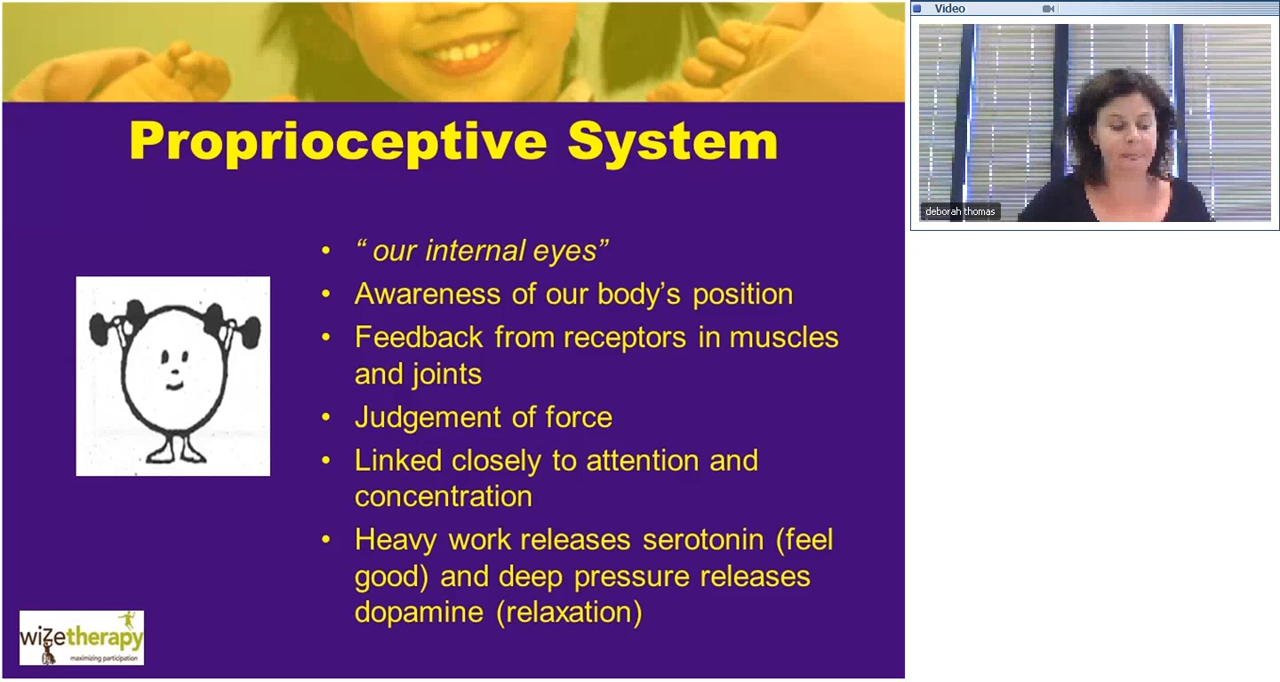 Video
Proprioceptive System
deborah thomas
• “ our internal eyes”
• Awareness of our body’s position
• Feedback from receptors in muscles
and joints
• Judgement of force
• Linked closely to attention and
concentration
• Heavy work releases serotonin (feel
good) and deep pressure releases
dopamine (relaxation)
wizetherapy
maximizing participation